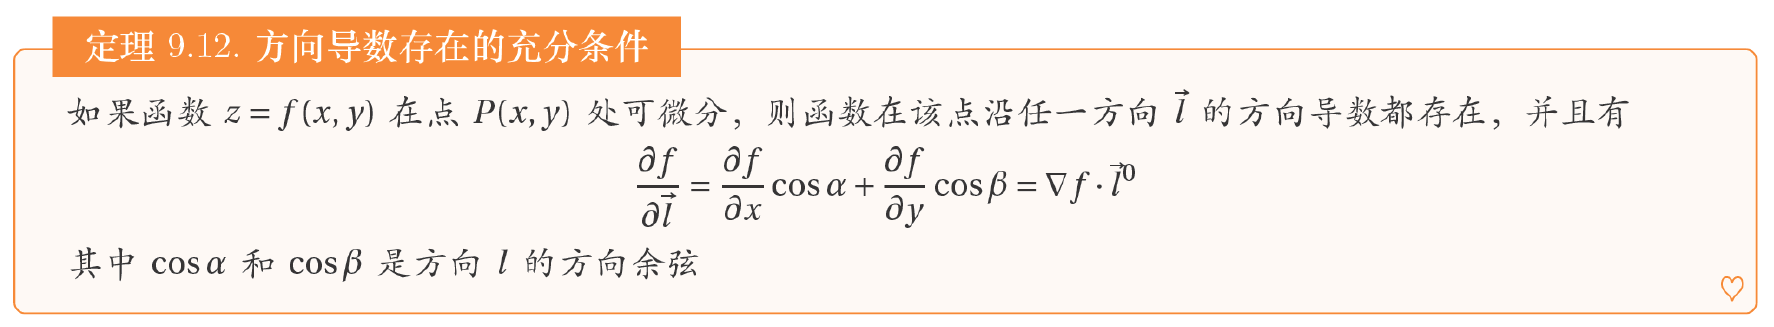 定理 9.12. 方向导数存在的充分条件
如果函数 z = f(x, y) 在点 P(x, y) 处可微分，则函数在该点沿任一方向 $\vec{l}$ 的方向导数都存在，并且有
$\frac{\partial f}{\partial \vec{l}} = \frac{\partial f}{\partial x} \cos\alpha + \frac{\partial f}{\partial y} \cos\beta = \nabla f \cdot \vec{l}^0$
其中 cos α 和 cos β 是方向 l 的方向余弦